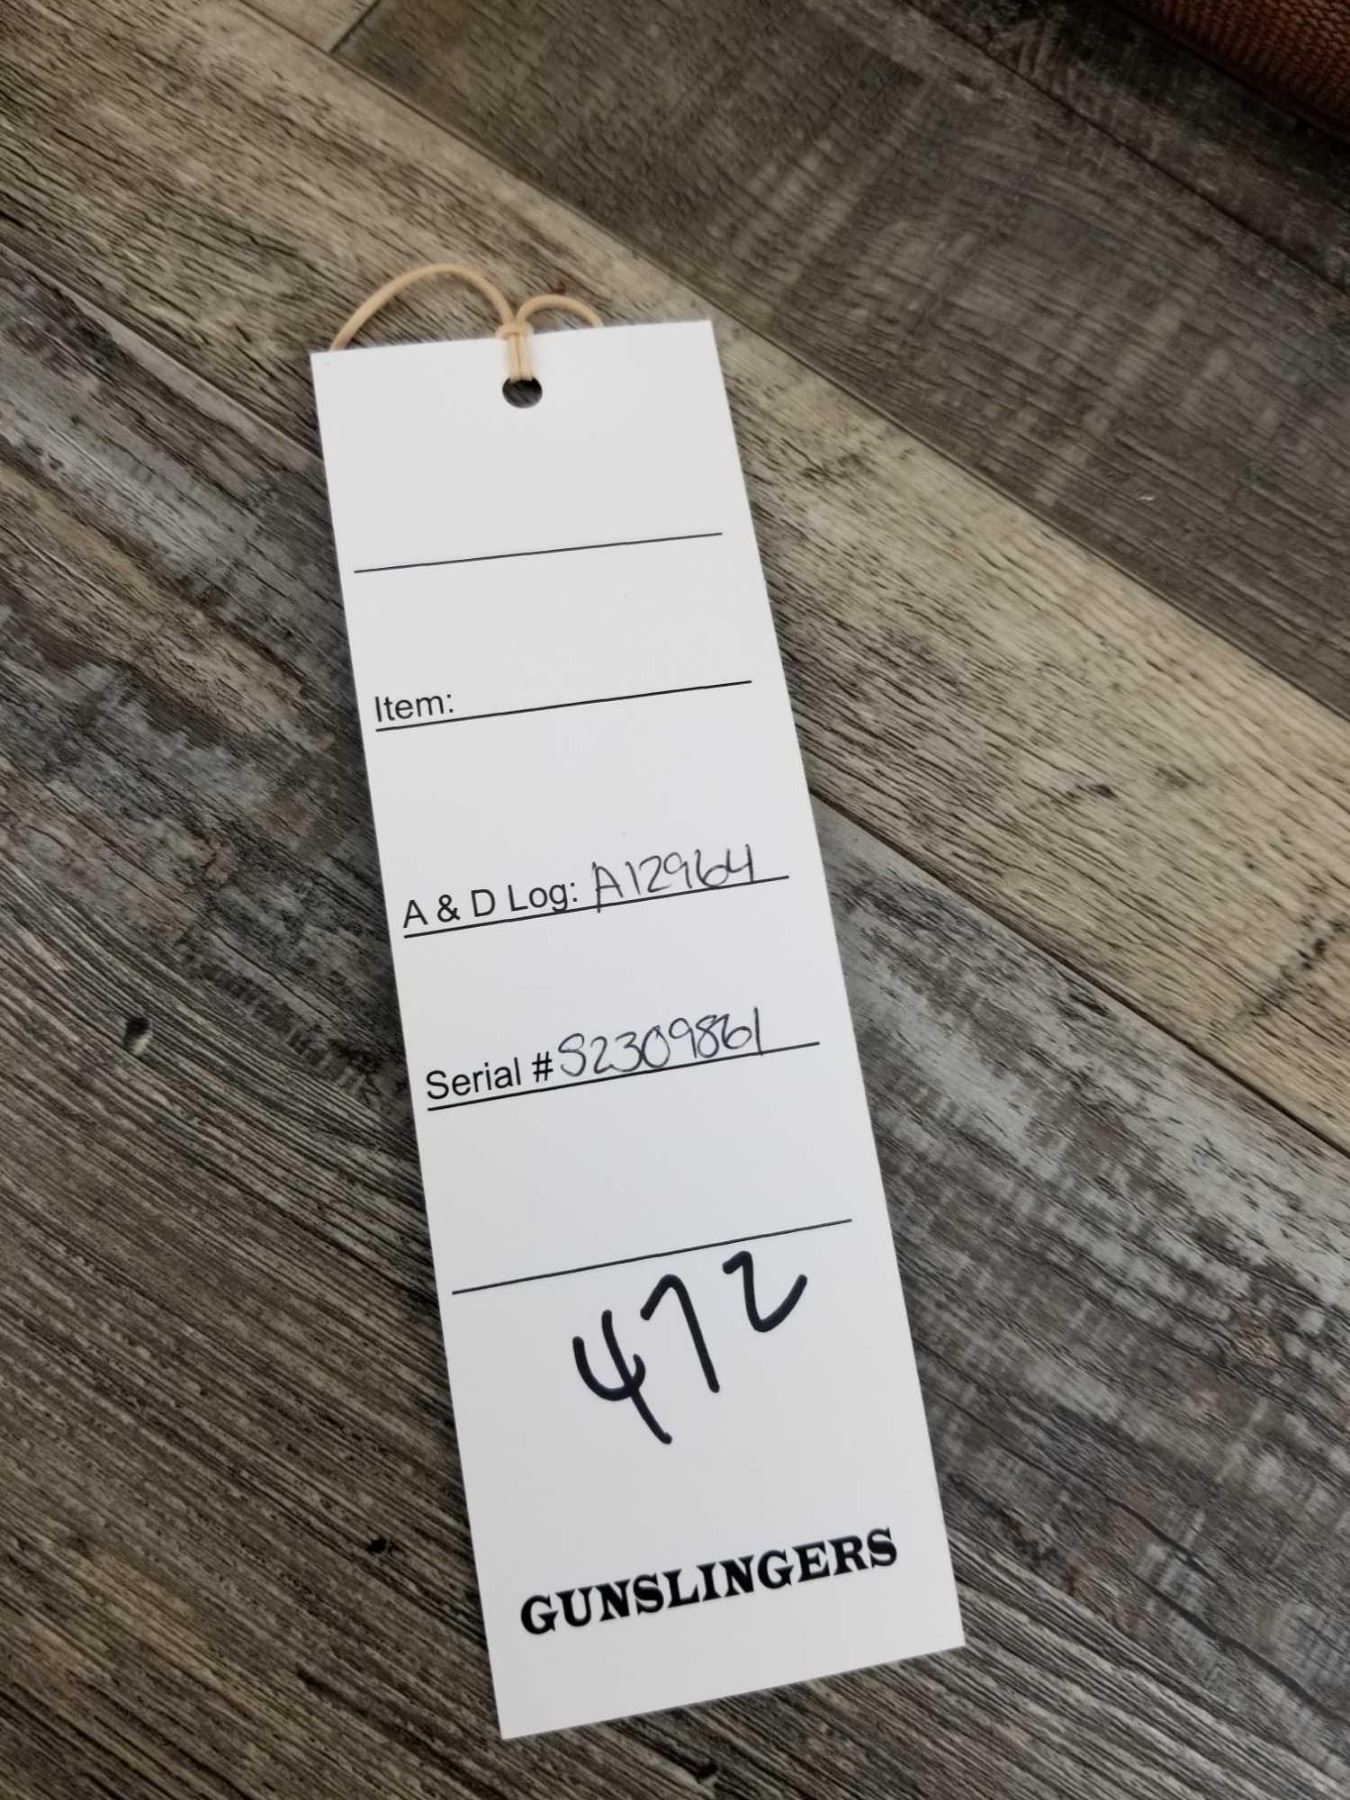 Item:
A & D Log: A12964
Serial # S2309861
472
GUNSLINGERS